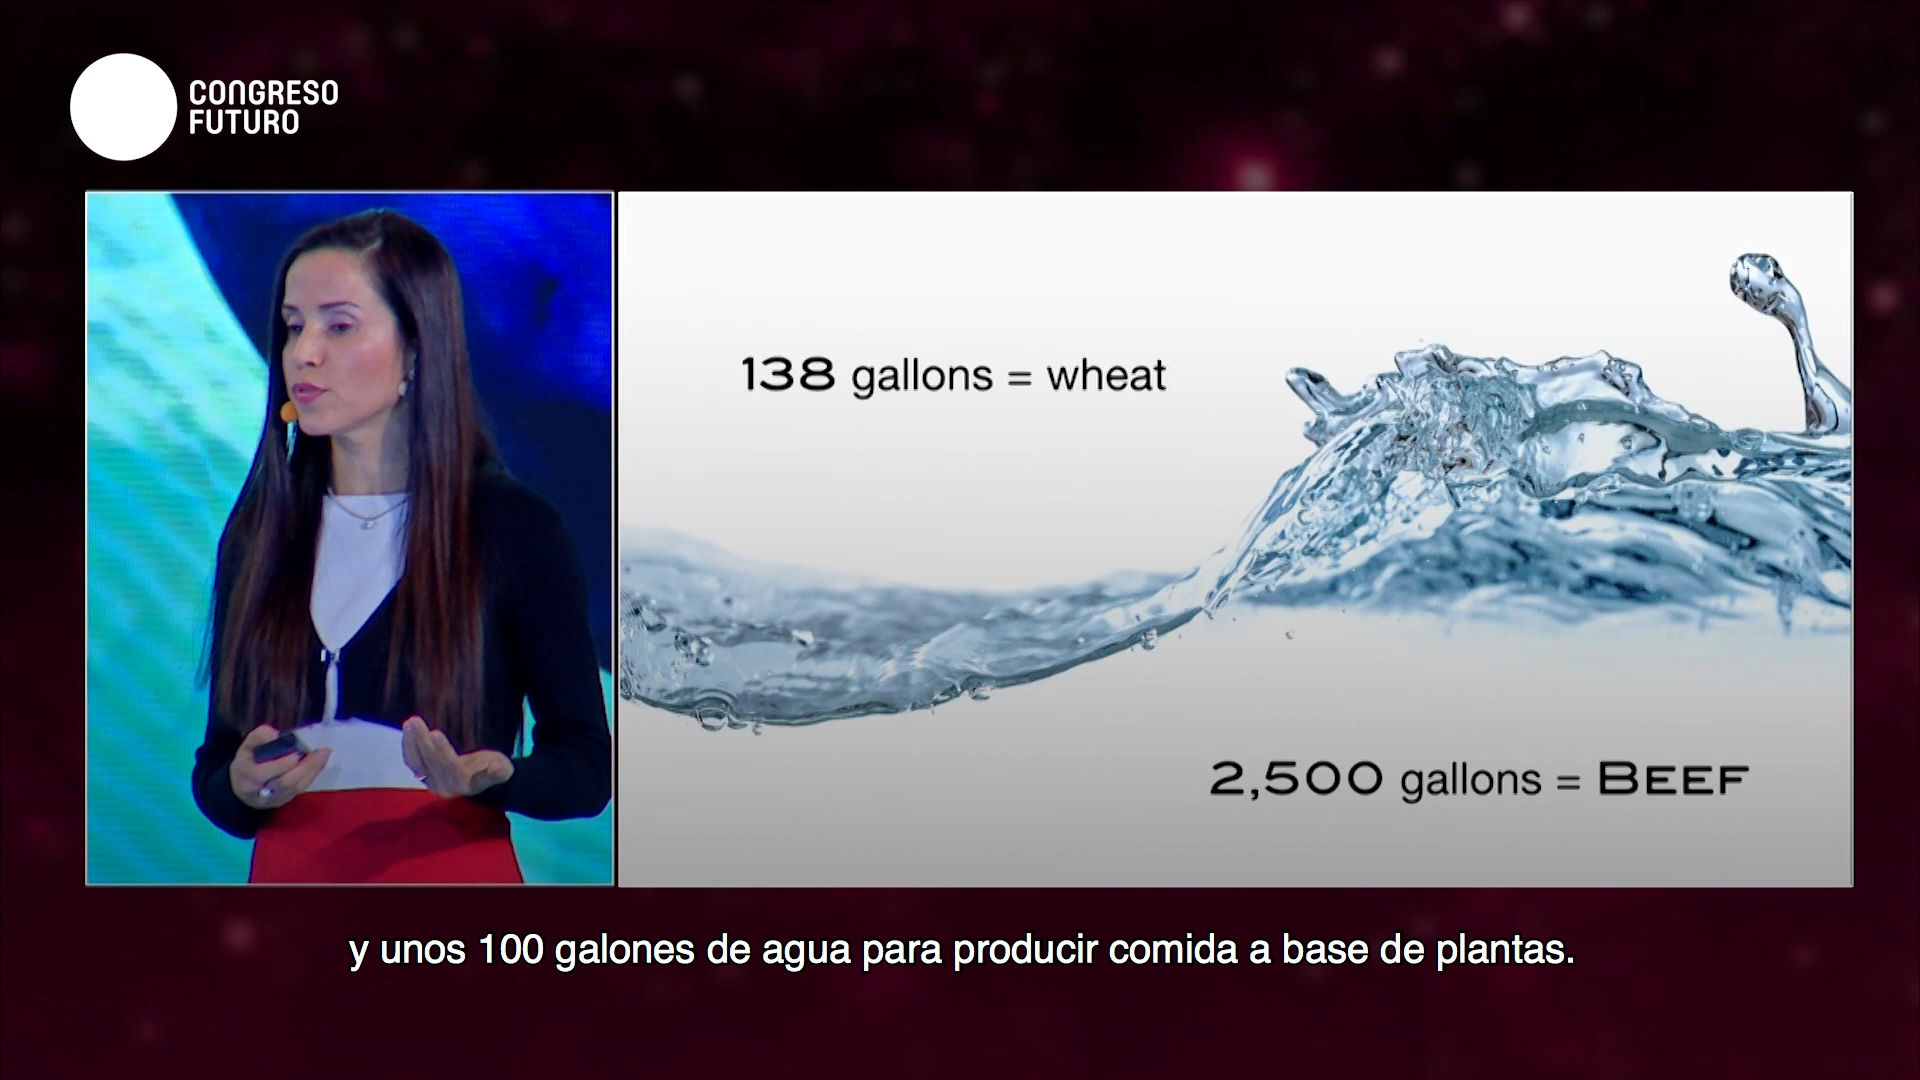 CONGRESO
FUTURO
138 gallons = wheat
2,500 gallons = BEEF
y unos 100 galones de agua para producir comida a base de plantas.